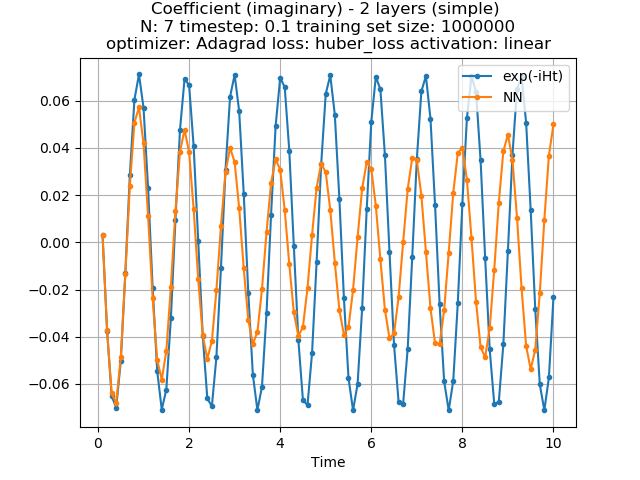 Coefficient (imaginary) - 2 layers (simple)
N: 7 timestep: 0.1 training set size: 1000000
optimizer: Adagrad loss: huber_loss activation: linear
exp(-iHt)
NN
0.06
0.04
0.02
0.00
−0.02
−0.04
−0.06
0 2 4 6 8 10
Time